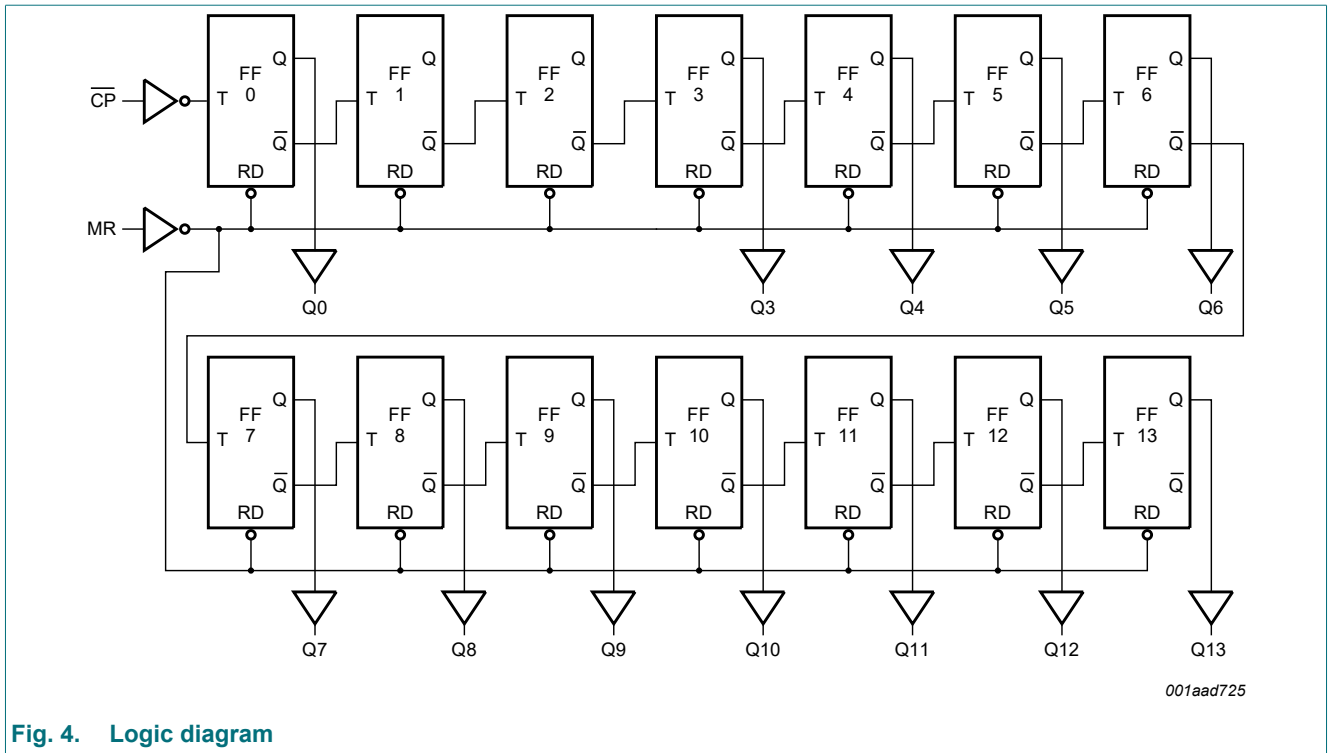 Q Q Q Q Q Q Q
FF FF FF FF FF FF FF
C̅P̅ T 0 T 1 T 2 T 3 T 4 T 5 T 6
Q̅ Q̅ Q̅ Q̅ Q̅ Q̅ Q̅
RD RD RD RD RD RD RD
MR
Q0 Q3 Q4 Q5 Q6
Q Q Q Q Q Q Q
FF FF FF FF FF FF FF
T 7 T 8 T 9 T 10 T 11 T 12 T 13
Q̅ Q̅ Q̅ Q̅ Q̅ Q̅ Q̅
RD RD RD RD RD RD RD
Q7 Q8 Q9 Q10 Q11 Q12 Q13
001aad725
Fig. 4. Logic diagram